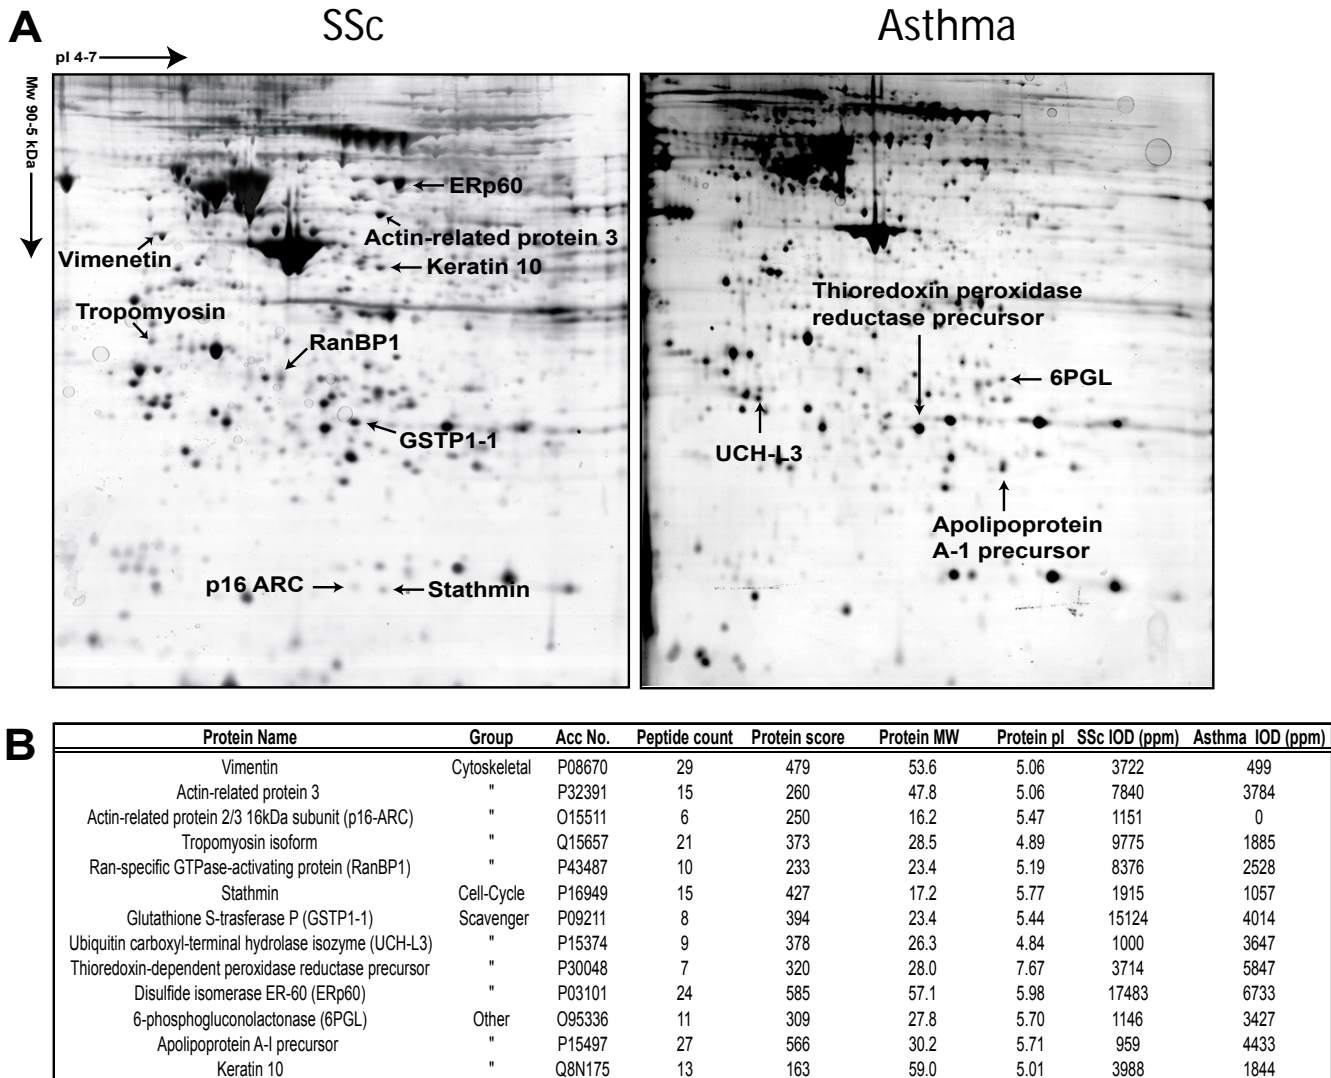 A
SSc
Asthma
pI 4-7
Mw 90-5 kDa
ERp60
Actin-related protein 3
Vimenetin
Keratin 10
Tropomyosin
RanBP1
GSTP1-1
p16 ARC
Stathmin
Thioredoxin peroxidase
reductase precursor
6PGL
UCH-L3
Apolipoprotein
A-1 precursor
B
Protein Name Group Acc No. Peptide count Protein score Protein MW Protein pI SSc IOD (ppm) Asthma IOD (ppm)
Vimentin Cytoskeletal P08670 29 479 53.6 5.06 3722 499
Actin-related protein 3 " P32391 15 260 47.8 5.06 7840 3784
Actin-related protein 2/3 16kDa subunit (p16-ARC) " O15511 6 250 16.2 5.47 1151 0
Tropomyosin isoform " Q15657 21 373 28.5 4.89 9775 1885
Ran-specific GTPase-activating protein (RanBP1) " P43487 10 233 23.4 5.19 8376 2528
Stathmin Cell-Cycle P16949 15 427 17.2 5.77 1915 1057
Glutathione S-trasferase P (GSTP1-1) Scavenger P09211 8 394 23.4 5.44 15124 4014
Ubiquitin carboxyl-terminal hydrolase isozyme (UCH-L3) " P15374 9 378 26.3 4.84 1000 3647
Thioredoxin-dependent peroxidase reductase precursor " P30048 7 320 28.0 7.67 3714 5847
Disulfide isomerase ER-60 (ERp60) " P03101 24 585 57.1 5.98 17483 6733
6-phosphogluconolactonase (6PGL) Other O95336 11 309 27.8 5.70 1146 3427
Apolipoprotein A-I precursor " P15497 27 566 30.2 5.71 959 4433
Keratin 10 " Q8N175 13 163 59.0 5.01 3988 1844